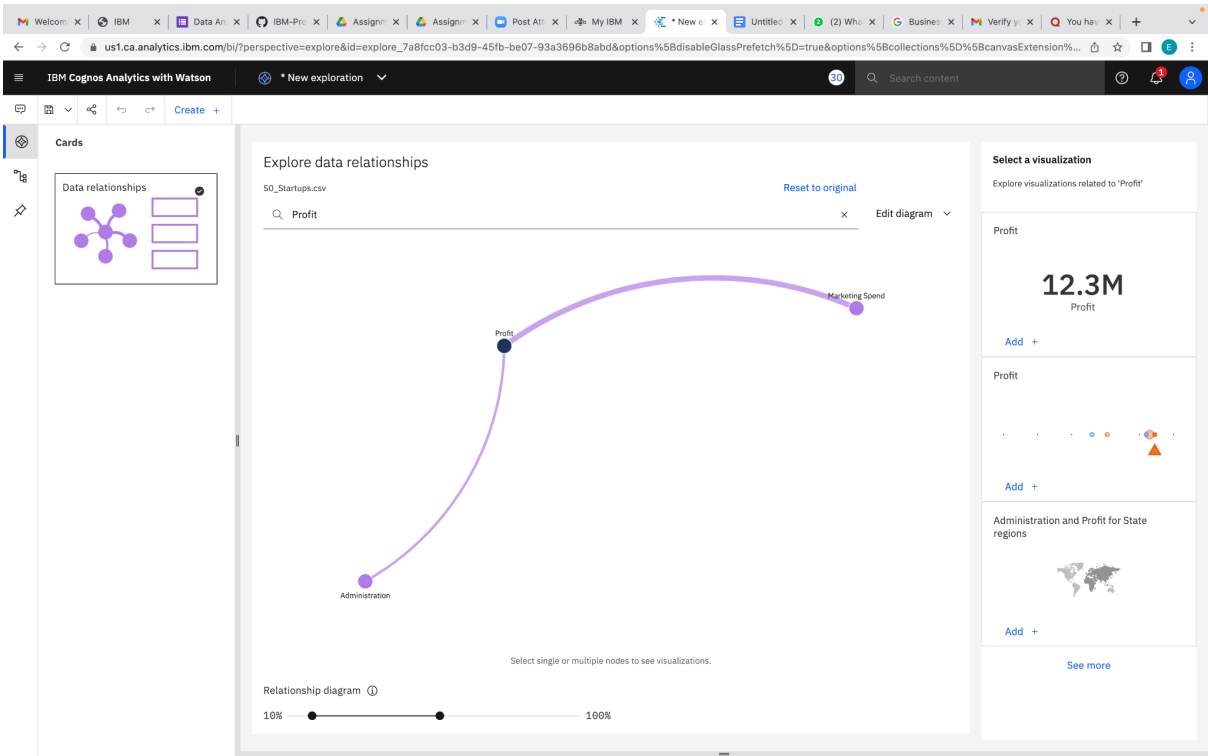 Welcom
IBM
Data An
IBM-Pro
Assignm
Assignm
Post Att
My IBM
* New e
Untitled
(2) Wha
Busines
Verify yo
You hav
us1.ca.analytics.ibm.com/bi/?perspective=explore&id=explore_7a8fcc03-b3d9-45fb-be07-93a3696b8abd&options%5BdisableGlassPrefetch%5D=true&options%5Bcollections%5D%5BcanvasExtension%...
E
IBM Cognos Analytics with Watson
* New exploration
30
Search content
1
Create +
Cards
Data relationships
Explore data relationships
50_Startups.csv
Reset to original
Profit
Edit diagram
Marketing Spend
Profit
Administration
Select single or multiple nodes to see visualizations.
Relationship diagram
10%
100%
Select a visualization
Explore visualizations related to 'Profit'
Profit
12.3M
Profit
Add +
Profit
Add +
Administration and Profit for State
regions
Add +
See more